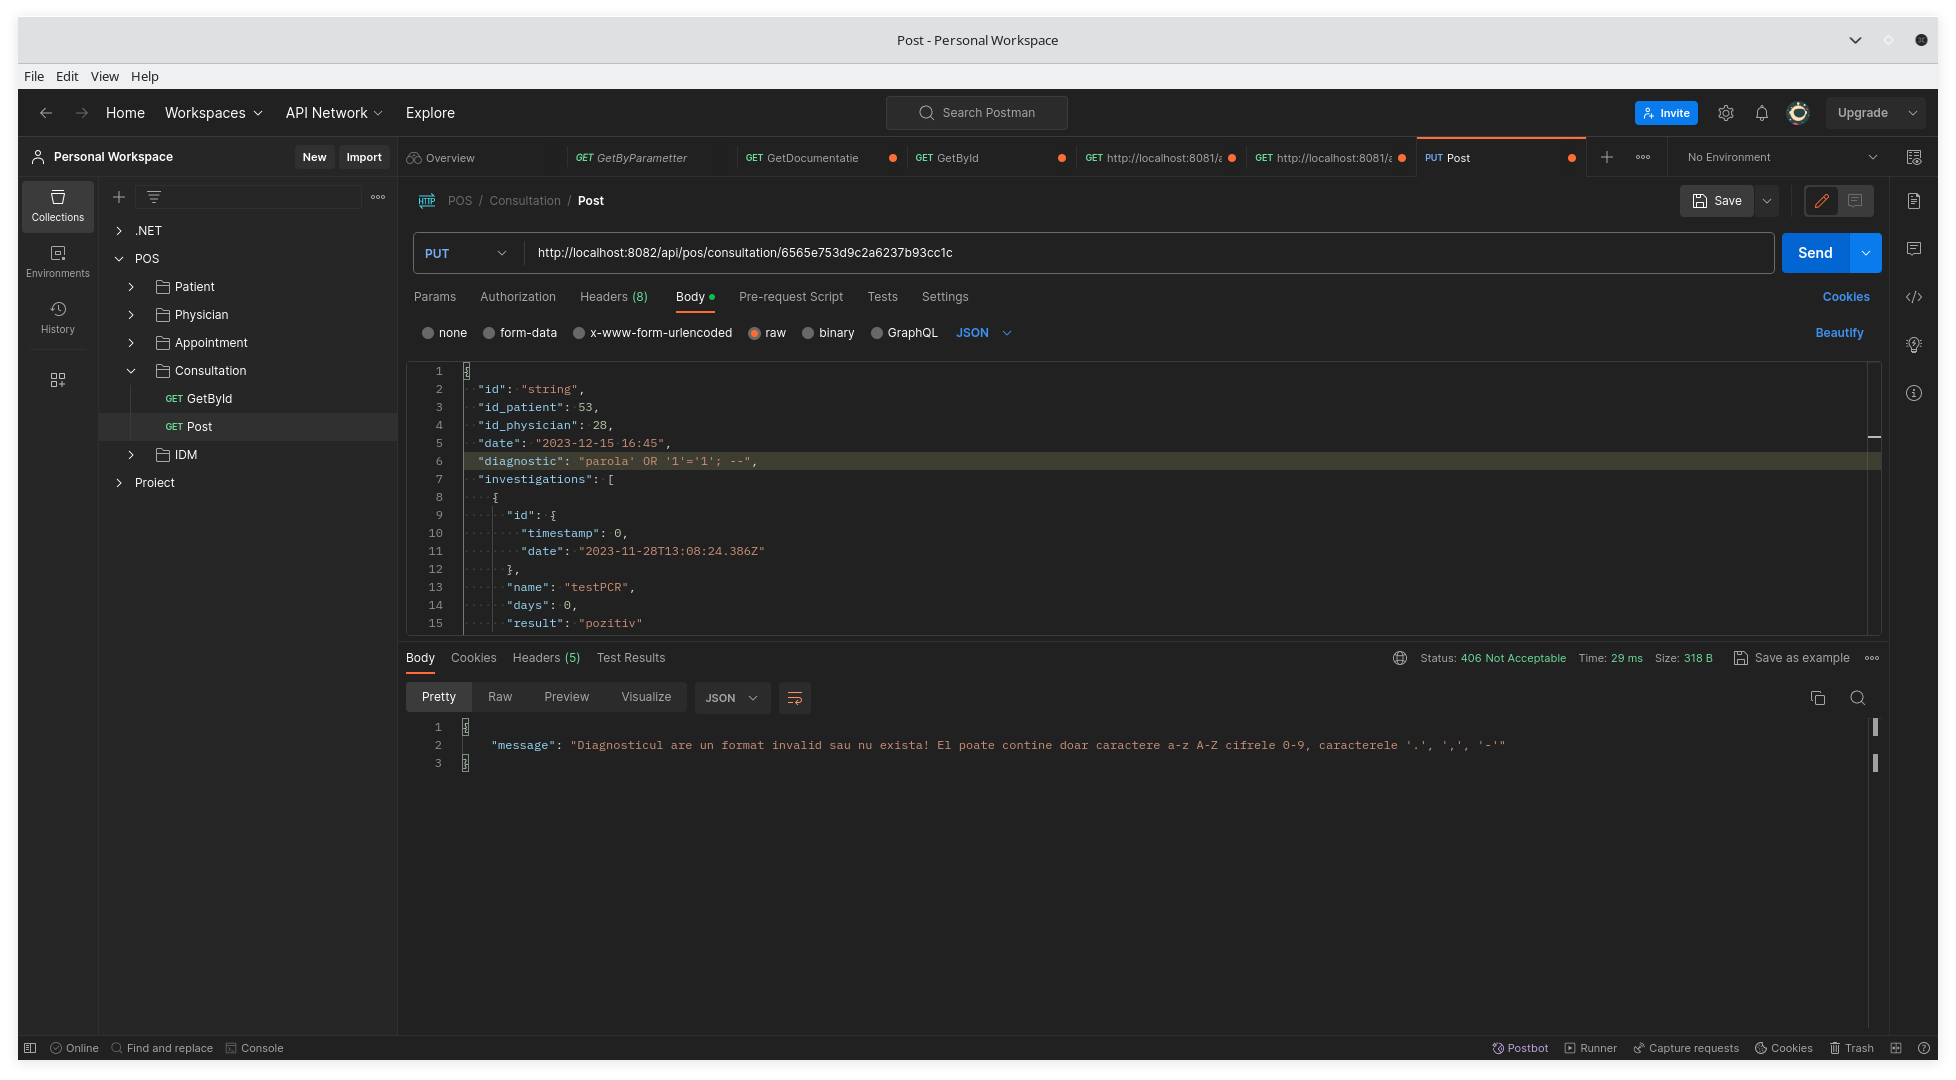 Post - Personal Workspace
File Edit View Help
Home Workspaces API Network Explore
Search Postman
Invite
Upgrade
Personal Workspace New Import
Overview
GET GetByParametter
GET GetDocumentatie
GET GetById
GET http://localhost:8081/a
GET http://localhost:8081/a
PUT Post
No Environment
Collections
Environments
History
.NET
POS
Patient
Physician
Appointment
Consultation
GET GetById
GET Post
IDM
Project
HTTP POS / Consultation / Post
Save
PUT http://localhost:8082/api/pos/consultation/6565e753d9c2a6237b93cc1c
Send
Params Authorization Headers (8) Body Pre-request Script Tests Settings Cookies
none form-data x-www-form-urlencoded raw binary GraphQL JSON Beautify
1 {
2 "id": "string",
3 "id_patient": 53,
4 "id_physician": 28,
5 "date": "2023-12-15 16:45",
6 "diagnostic": "parola' OR '1'='1'; --",
7 "investigations": [
8 {
9 "id": {
10 "timestamp": 0,
11 "date": "2023-11-28T13:08:24.386Z"
12 },
13 "name": "testPCR",
14 "days": 0,
15 "result": "pozitiv"
Body Cookies Headers (5) Test Results
Status: 406 Not Acceptable Time: 29 ms Size: 318 B Save as example
Pretty Raw Preview Visualize JSON
1 {
2 "message": "Diagnosticul are un format invalid sau nu exista! El poate contine doar caractere a-z A-Z cifrele 0-9, caracterele '.', ',', '-'"
3 }
Online Find and replace Console
Postbot Runner Capture requests Cookies Trash